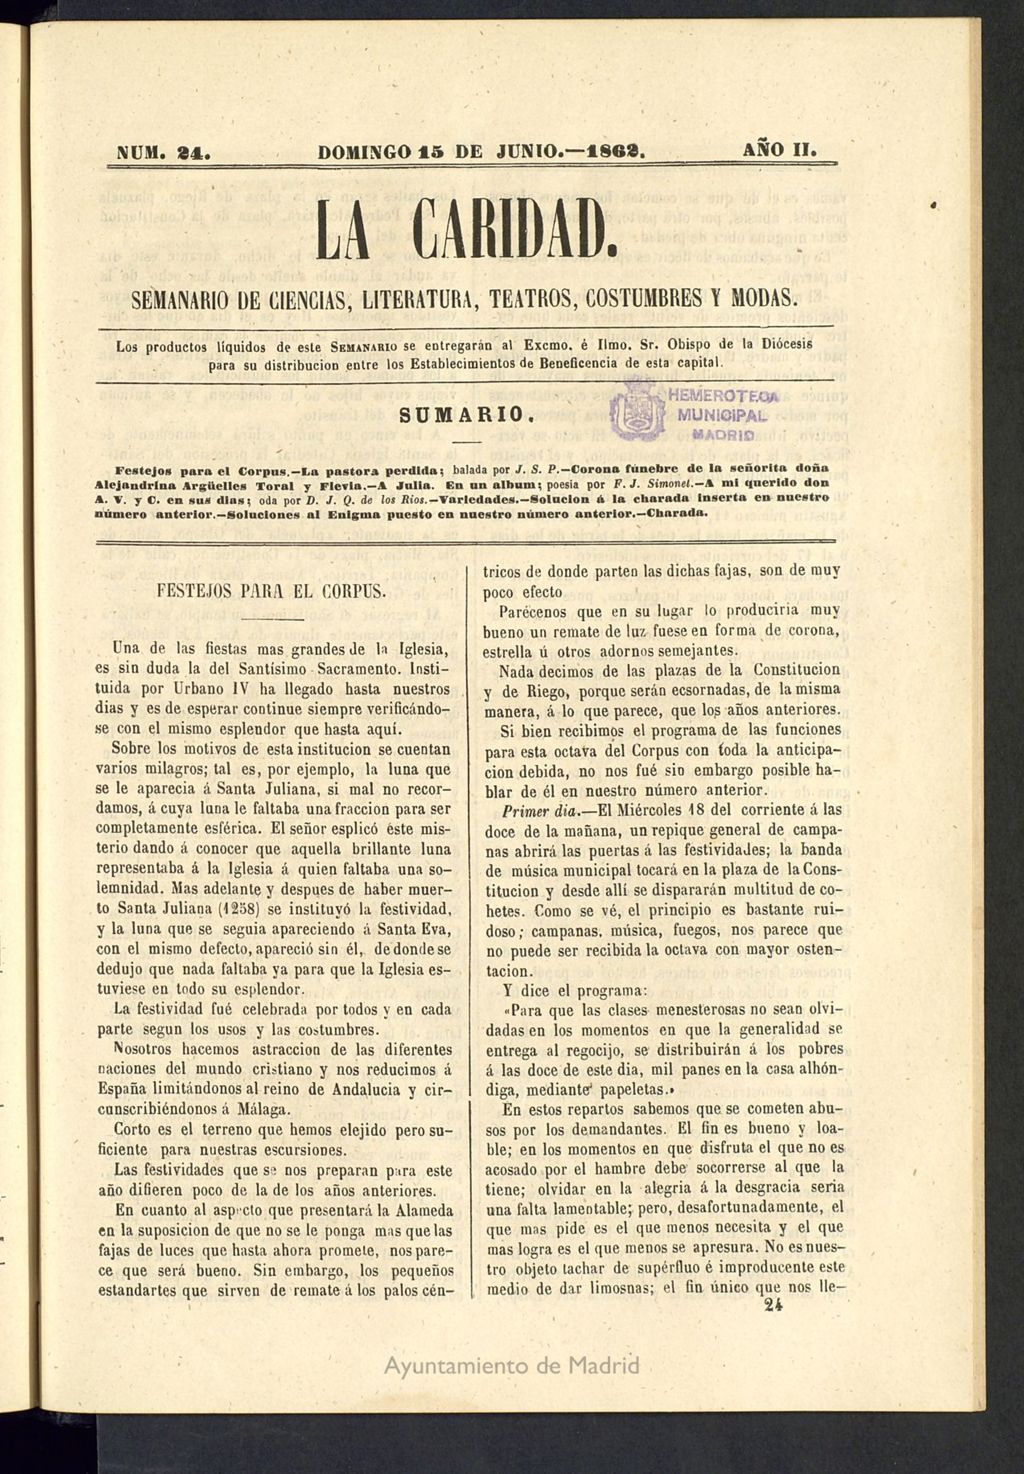 NUM. 24. DOMINGO 15 DE JUNIO.—1862. AÑO II.
LA CARIDAD.
SEMANARIO DE CIENCIAS, LITERATURA, TEATROS, COSTUMBRES Y MODAS.
Los productos líquidos de este SEMANARIO se entregarán al Excmo. é Ilmo. Sr. Obispo de la Diócesis
para su distribucion entre los Establecimientos de Beneficencia de esta capital.
HEMEROTECA
MUNICIPAL
MADRID
SUMARIO.
Festejos para el Corpus.—La pastora perdida; balada por J. S. P.—Corona fúnebre de la señorita doña
Alejandrina Argüelles Toral y Flevia.—A Julia. En un album; poesia por F. J. Simonet.—A mi querido don
A. V. y C. en sus dias; oda por D. J. Q. de los Rios.—Variedades.—Solucion á la charada inserta en nuestro
número anterior.—Soluciones al Enigma puesto en nuestro número anterior.—Charada.
FESTEJOS PARA EL CORPUS.
Una de las fiestas mas grandes de la Iglesia,
es sin duda la del Santísimo Sacramento. Insti-
tuida por Urbano IV ha llegado hasta nuestros
dias y es de esperar continue siempre verificándo-
se con el mismo esplendor que hasta aquí.
Sobre los motivos de esta institucion se cuentan
varios milagros; tal es, por ejemplo, la luna que
se le aparecia á Santa Juliana, si mal no recor-
damos, á cuya luna le faltaba una fraccion para ser
completamente esférica. El señor esplicó éste mis-
terio dando á conocer que aquella brillante luna
representaba á la Iglesia á quien faltaba una so-
lemnidad. Mas adelante y despues de haber muer-
to Santa Juliana (1258) se instituyó la festividad,
y la luna que se seguia apareciendo á Santa Eva,
con el mismo defecto, apareció sin él, de donde se
dedujo que nada faltaba ya para que la Iglesia es-
tuviese en todo su esplendor.
La festividad fué celebrada por todos y en cada
parte segun los usos y las costumbres.
Nosotros hacemos astraccion de las diferentes
naciones del mundo cristiano y nos reducimos á
España limitándonos al reino de Andalucia y cir-
cunscribiéndonos á Málaga.
Corto es el terreno que hemos elejido pero su-
ficiente para nuestras escursiones.
Las festividades que se nos preparan para este
año difieren poco de la de los años anteriores.
En cuanto al aspecto que presentará la Alameda
en la suposicion de que no se le ponga mas que las
fajas de luces que hasta ahora promete, nos pare-
ce que será bueno. Sin embargo, los pequeños
estandartes que sirven de remate á los palos cén-
tricos de donde parten las dichas fajas, son de muy
poco efecto
Parécenos que en su lugar lo produciria muy
bueno un remate de luz fuese en forma de corona,
estrella ú otros adornos semejantes.
Nada decimos de las plazas de la Constitucion
y de Riego, porque serán ecsornadas, de la misma
manera, á lo que parece, que los años anteriores.
Si bien recibimos el programa de las funciones
para esta octava del Corpus con toda la anticipa-
cion debida, no nos fué sin embargo posible ha-
blar de él en nuestro número anterior.
Primer dia.—El Miércoles 18 del corriente á las
doce de la mañana, un repique general de campa-
nas abrirá las puertas á las festividades; la banda
de música municipal tocará en la plaza de la Cons-
titucion y desde allí se dispararán multitud de co-
hetes. Como se vé, el principio es bastante rui-
doso; campanas, música, fuegos, nos parece que
no puede ser recibida la octava con mayor osten-
tacion.
Y dice el programa:
«Para que las clases menesterosas no sean olvi-
dadas en los momentos en que la generalidad se
entrega al regocijo, se distribuirán á los pobres
á las doce de este dia, mil panes en la casa alhón-
diga, mediante papeletas.»
En estos repartos sabemos que se cometen abu-
sos por los demandantes. El fin es bueno y loa-
ble; en los momentos en que disfruta el que no es
acosado por el hambre debe socorrerse al que la
tiene; olvidar en la alegria á la desgracia seria
una falta lamentable; pero, desafortunadamente, el
que mas pide es el que menos necesita y el que
mas logra es el que menos se apresura. No es nues-
tro objeto tachar de supérfluo é improducente este
medio de dar limosnas; el fin único que nos lle-
24
Ayuntamiento de Madrid